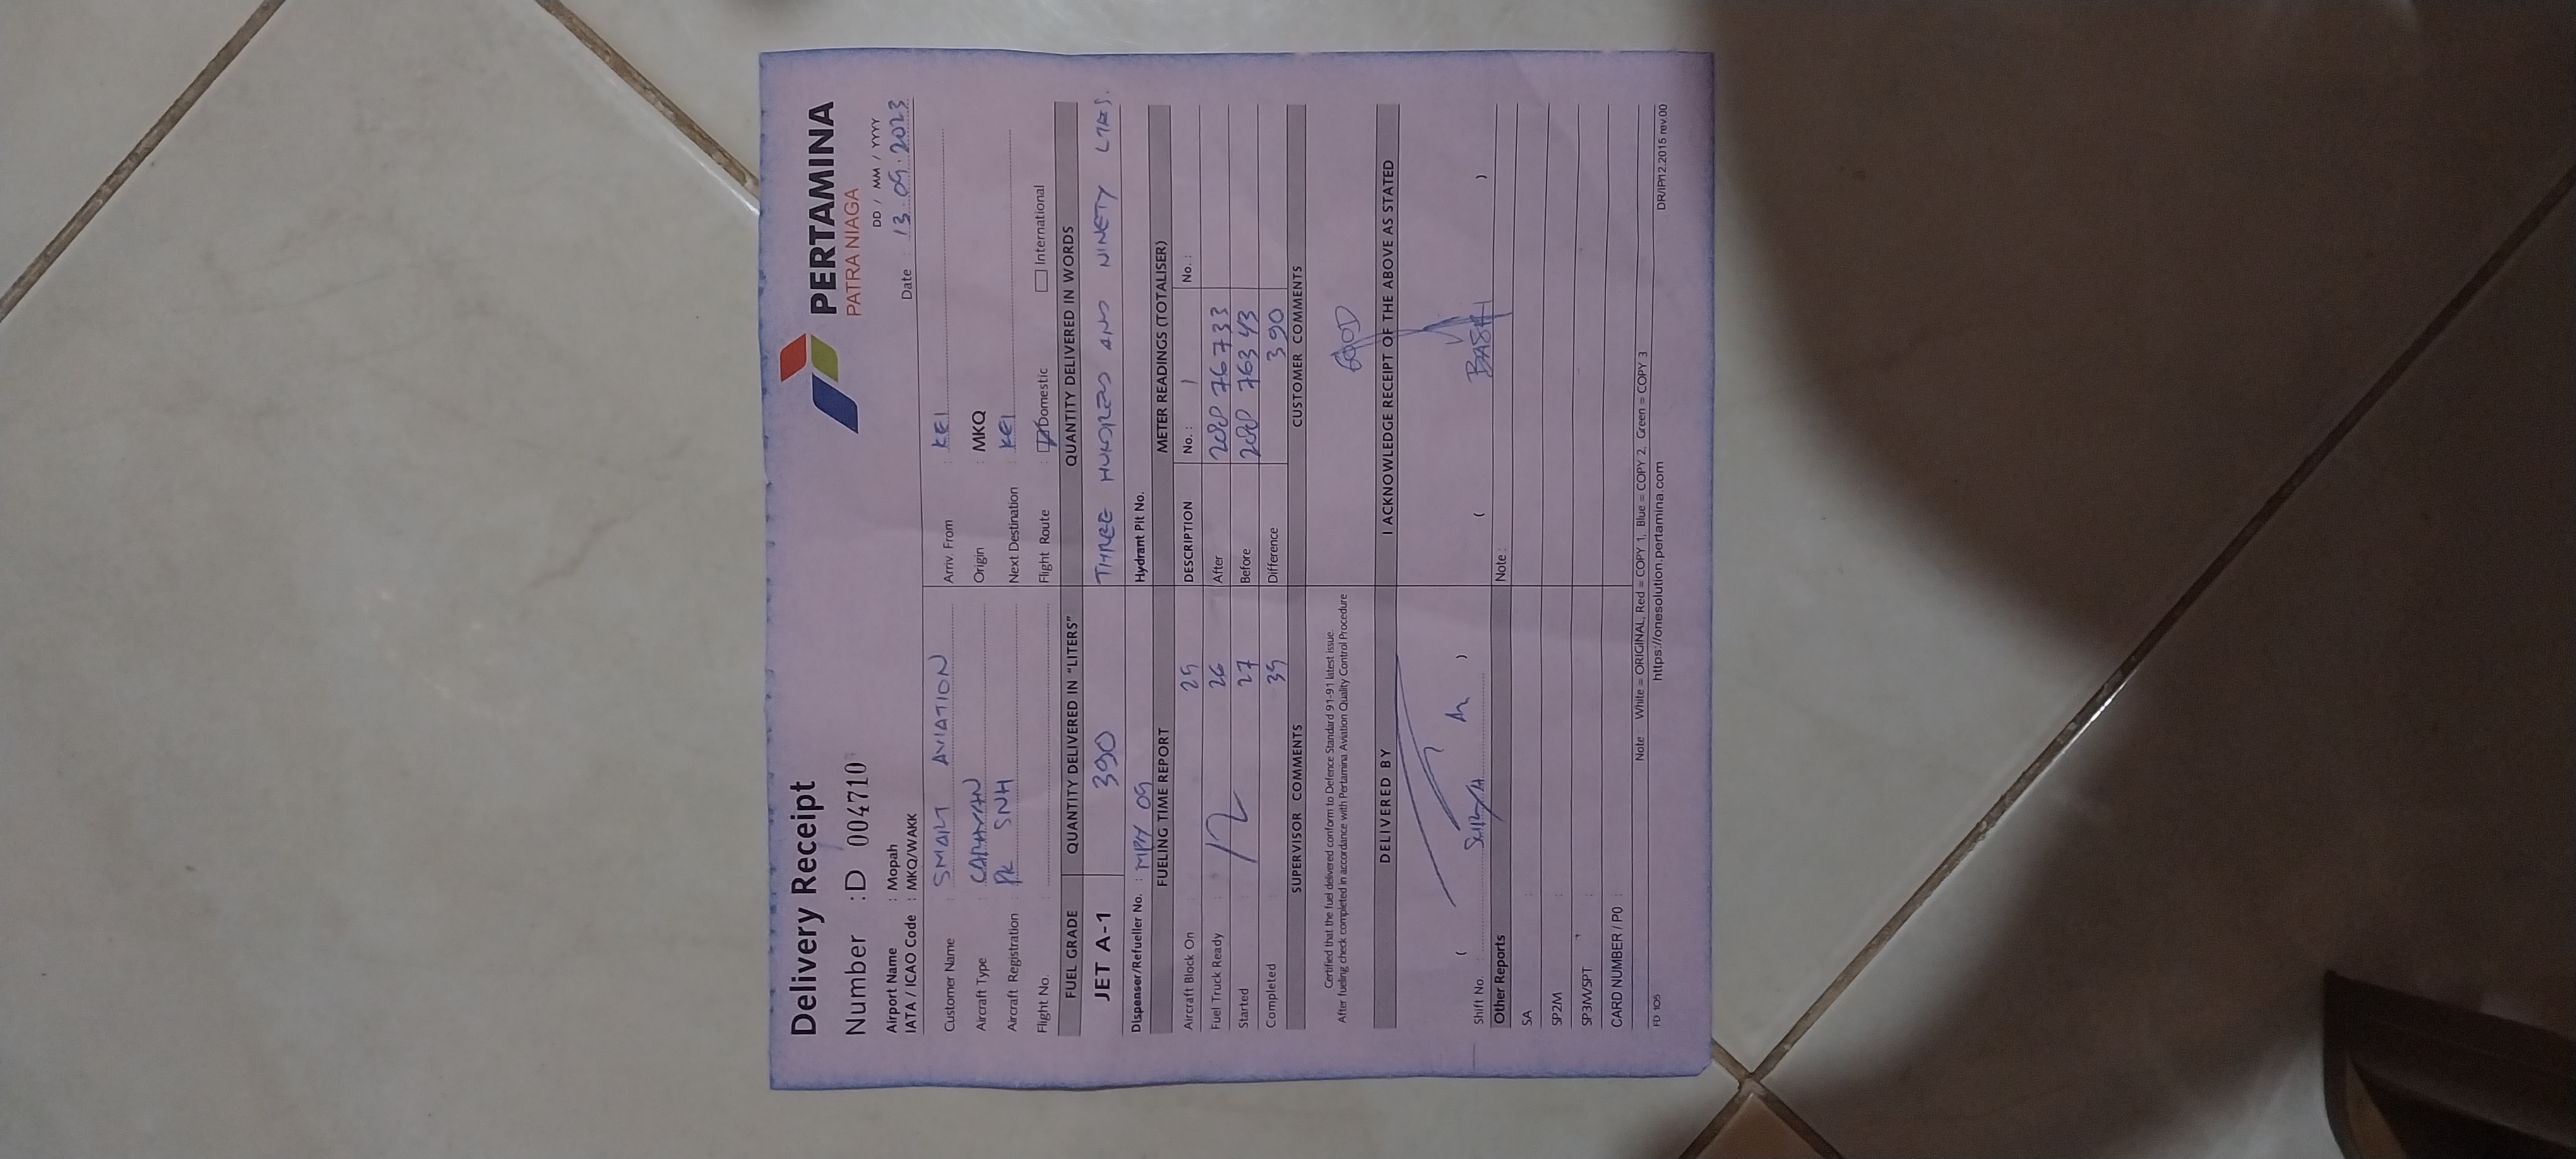 Delivery Receipt
PERTAMINA
PATRA NIAGA
Number : D 004710
DD / MM / YYYY
Airport Name : Mopah
IATA / ICAO Code : MKQ/WAKK
Date : 13.09.2023
Customer Name : SMART AVIATION
Arriv. From : KEI
Aircraft Type : CARAVAN
Origin : MKQ
Aircraft Registration : PK SNH
Next Destination : KEI
Flight No. :
Flight Route : Domestic International
FUEL GRADE QUANTITY DELIVERED IN "LITERS" QUANTITY DELIVERED IN WORDS
JET A-1 390 THREE HUNDRED AND NINETY LTRS.
Dispenser/Refueller No. : MPY 09 Hydrant Pit No.
FUELING TIME REPORT METER READINGS (TOTALISER)
Aircraft Block On : 25 DESCRIPTION No. : 1 No. :
Fuel Truck Ready : 26 After 76733
Started : 27 Before 76343
Completed : 35 Difference 390
SUPERVISOR COMMENTS CUSTOMER COMMENTS
Certified that the fuel delivered conform to Defence Standard 91-91 latest issue.
After fueling check completed in accordance with Pertamina Aviation Quality Control Procedure
GOOD
DELIVERED BY I ACKNOWLEDGE RECEIPT OF THE ABOVE AS STATED
Shift No. :
Other Reports Note :
SA :
SP2M :
SP3M/SPT :
CARD NUMBER / PO :
Note : White = ORIGINAL, Red = COPY 1, Blue = COPY 2, Green = COPY 3
FD 105 https://onesolution.pertamina.com DR/IPI12.2015 rev.00